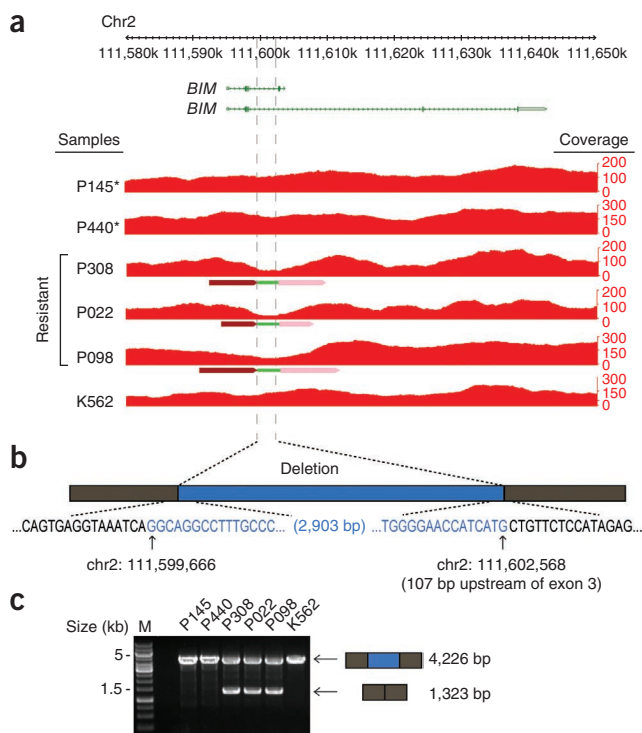 a
Chr2
111,580k 111,590k 111,600k 111,620k 111,630k 111,640k 111,650k
BIM
BIM
Samples Coverage
P145* 200 100 0
P440* 300 150 0
Resistant
P308 200 100 0
P022 200 100 0
P098 300 150 0
K562 300 150 0
b
Deletion
...CAGTGAGGTAAATCAGGCAGGCCTTTGCCC... (2,903 bp) ...TGGGGAACCATCATGCTGTTCTCCATAGAG...
chr2: 111,599,666 chr2: 111,602,568
(107 bp upstream of exon 3)
c
Size (kb) M P145 P440 P308 P022 P098 K562
5 - 4,226 bp
1.5 - 1,323 bp